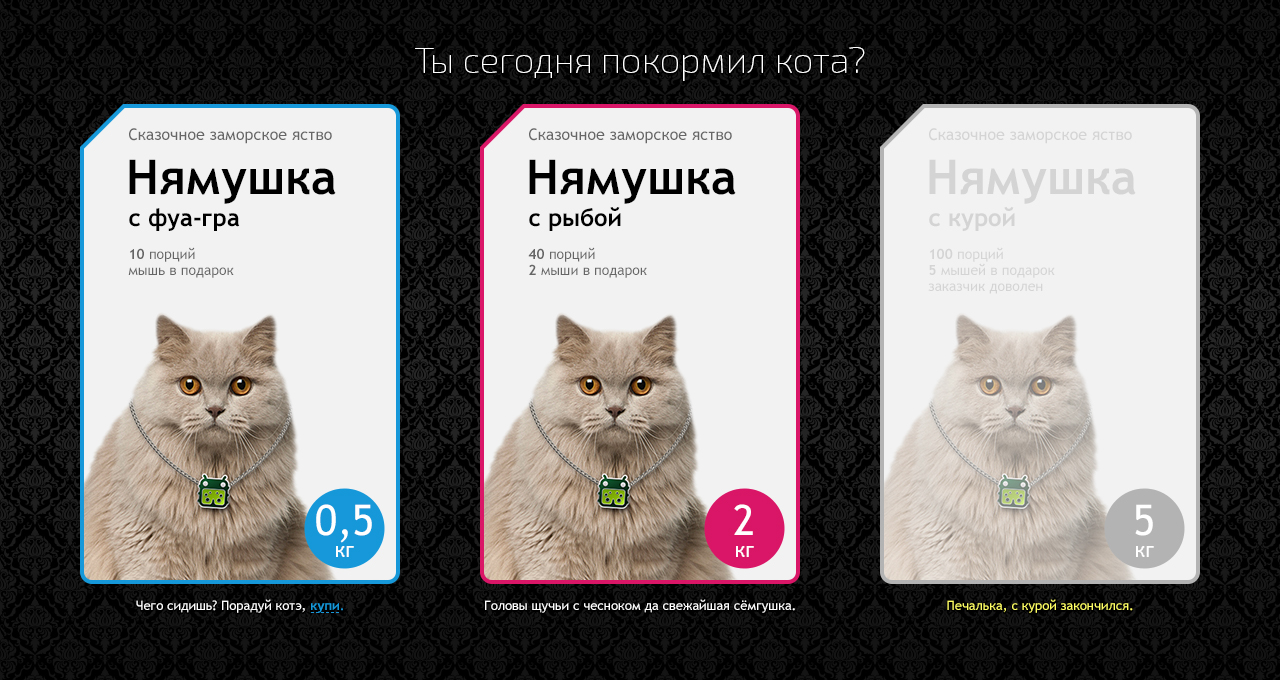 Ты сегодня покормил кота?
Сказочное заморское яство
Нямушка
с фуа-гра
10 порций
мышь в подарок
0,5
кг
Чего сидишь? Порадуй котэ, купи.
Сказочное заморское яство
Нямушка
с рыбой
40 порций
2 мыши в подарок
2
кг
Головы щучьи с чесноком да свежайшая сёмгушка.
Сказочное заморское яство
Нямушка
с курой
100 порций
5 мышей в подарок
заказчик доволен
5
кг
Печалька, с курой закончился.